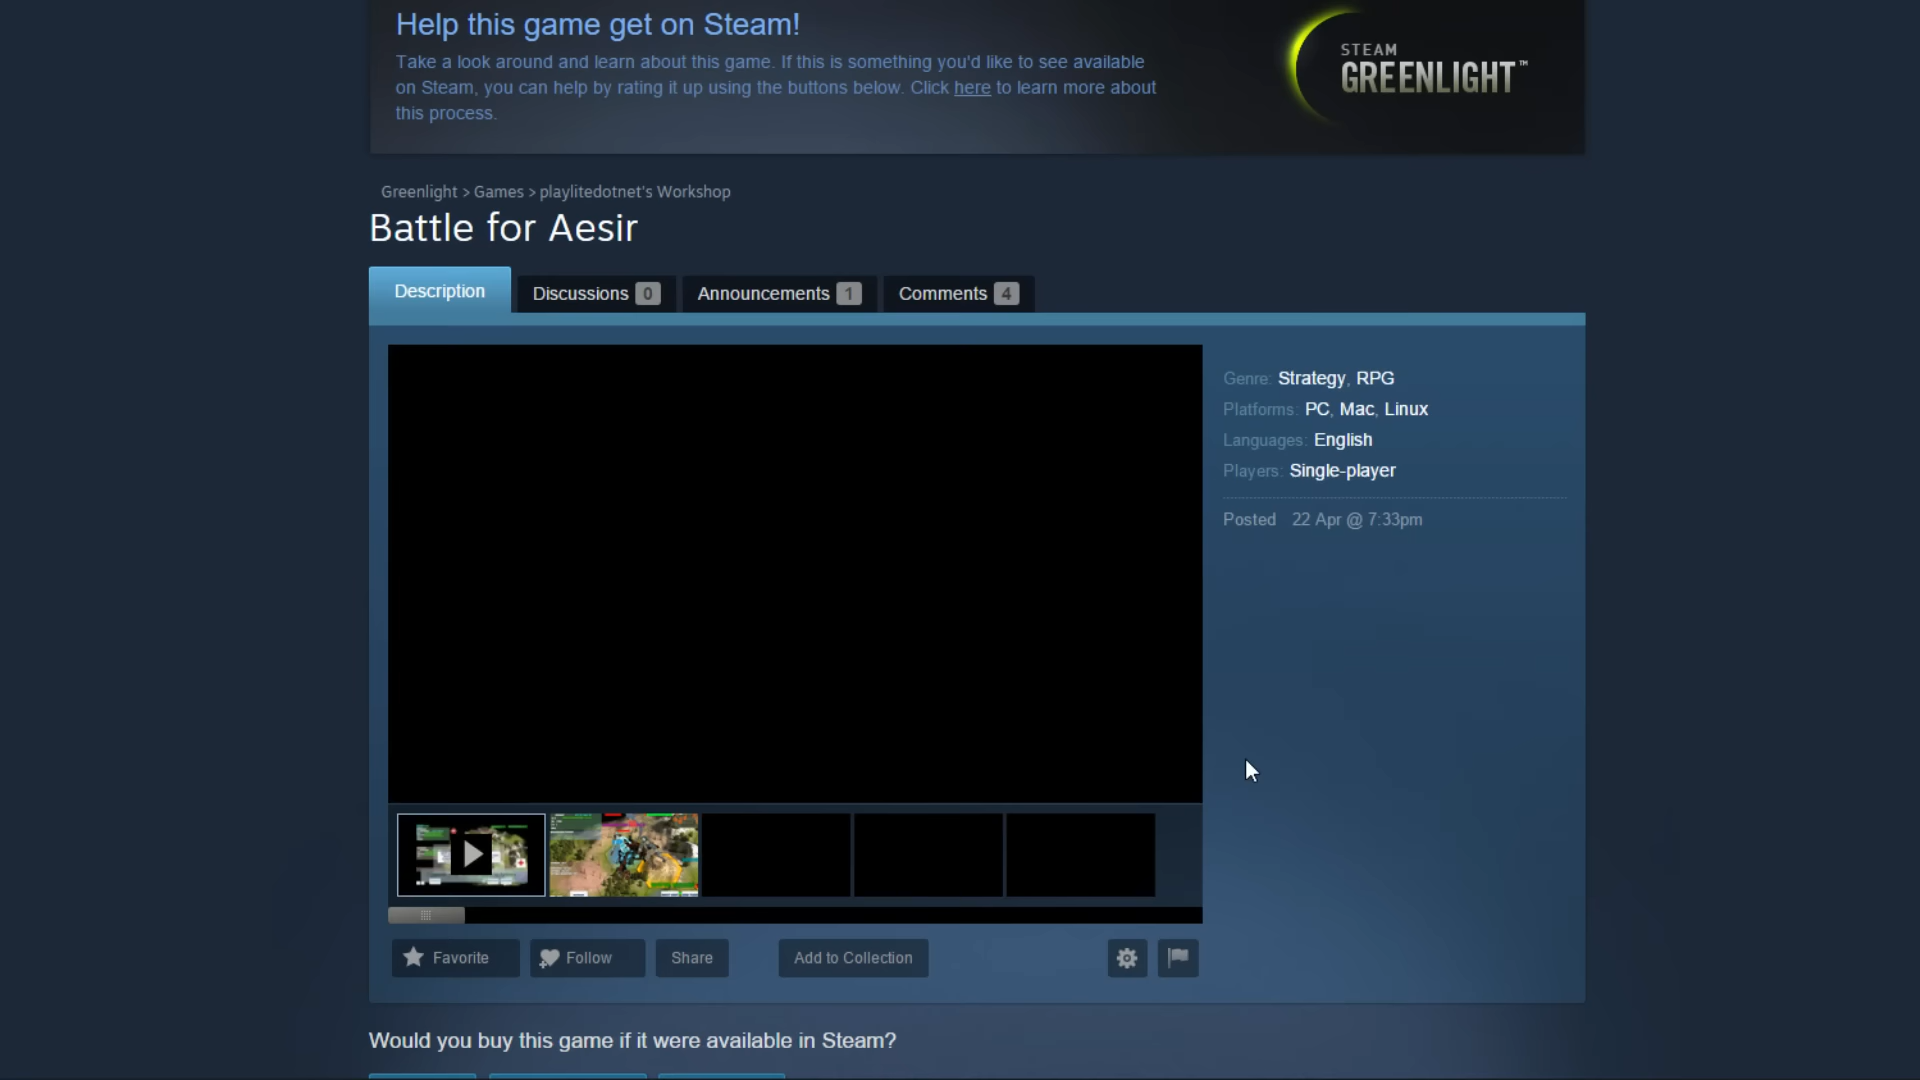 Help this game get on Steam!
Take a look around and learn about this game. If this is something you'd like to see available
on Steam, you can help by rating it up using the buttons below. Click here to learn more about
this process.
STEAM
GREENLIGHT™
Greenlight > Games > playlitedotnet's Workshop
Battle for Aesir
Description
Discussions 0
Announcements 1
Comments 4
Genre: Strategy, RPG
Platforms: PC, Mac, Linux
Languages: English
Players: Single-player
Posted 22 Apr @ 7:33pm
Favorite
Follow
Share
Add to Collection
Would you buy this game if it were available in Steam?